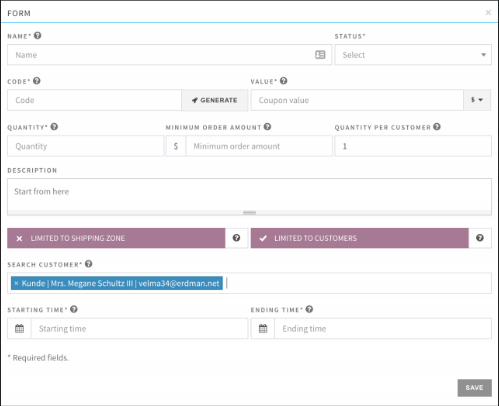 FORM
NAME* STATUS*
Name Select
CODE* VALUE*
Code GENERATE Coupon value $
QUANTITY* MINIMUM ORDER AMOUNT QUANTITY PER CUSTOMER
Quantity $ Minimum order amount 1
DESCRIPTION
Start from here
LIMITED TO SHIPPING ZONE ? LIMITED TO CUSTOMERS ?
SEARCH CUSTOMER*
× Kunde | Mrs. Megane Schultz III | velma34@erdman.net
STARTING TIME* ENDING TIME*
Starting time Ending time
* Required fields.
SAVE